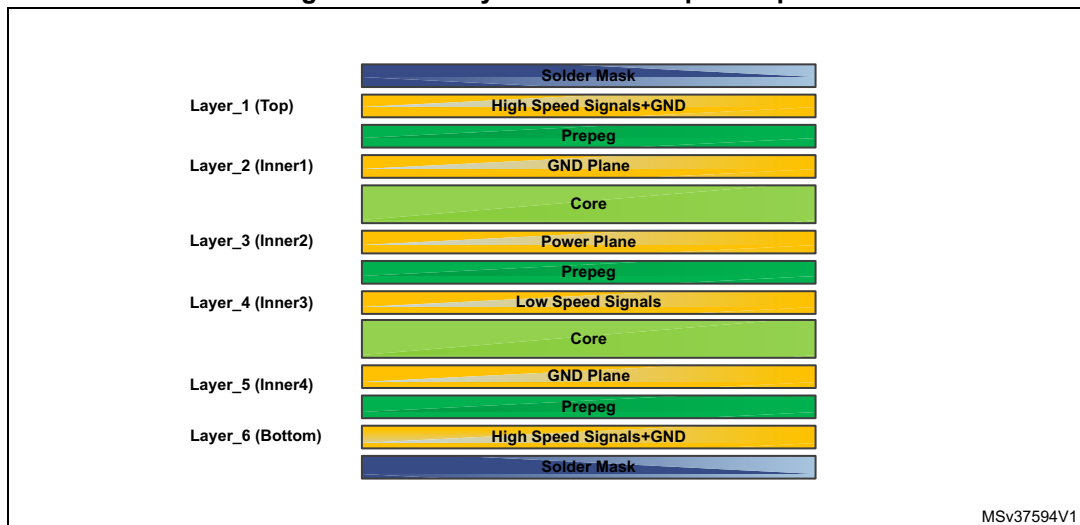 Solder Mask
Layer_1 (Top) High Speed Signals+GND
Prepeg
Layer_2 (Inner1) GND Plane
Core
Layer_3 (Inner2) Power Plane
Prepeg
Layer_4 (Inner3) Low Speed Signals
Core
Layer_5 (Inner4) GND Plane
Prepeg
Layer_6 (Bottom) High Speed Signals+GND
Solder Mask
MSv37594V1